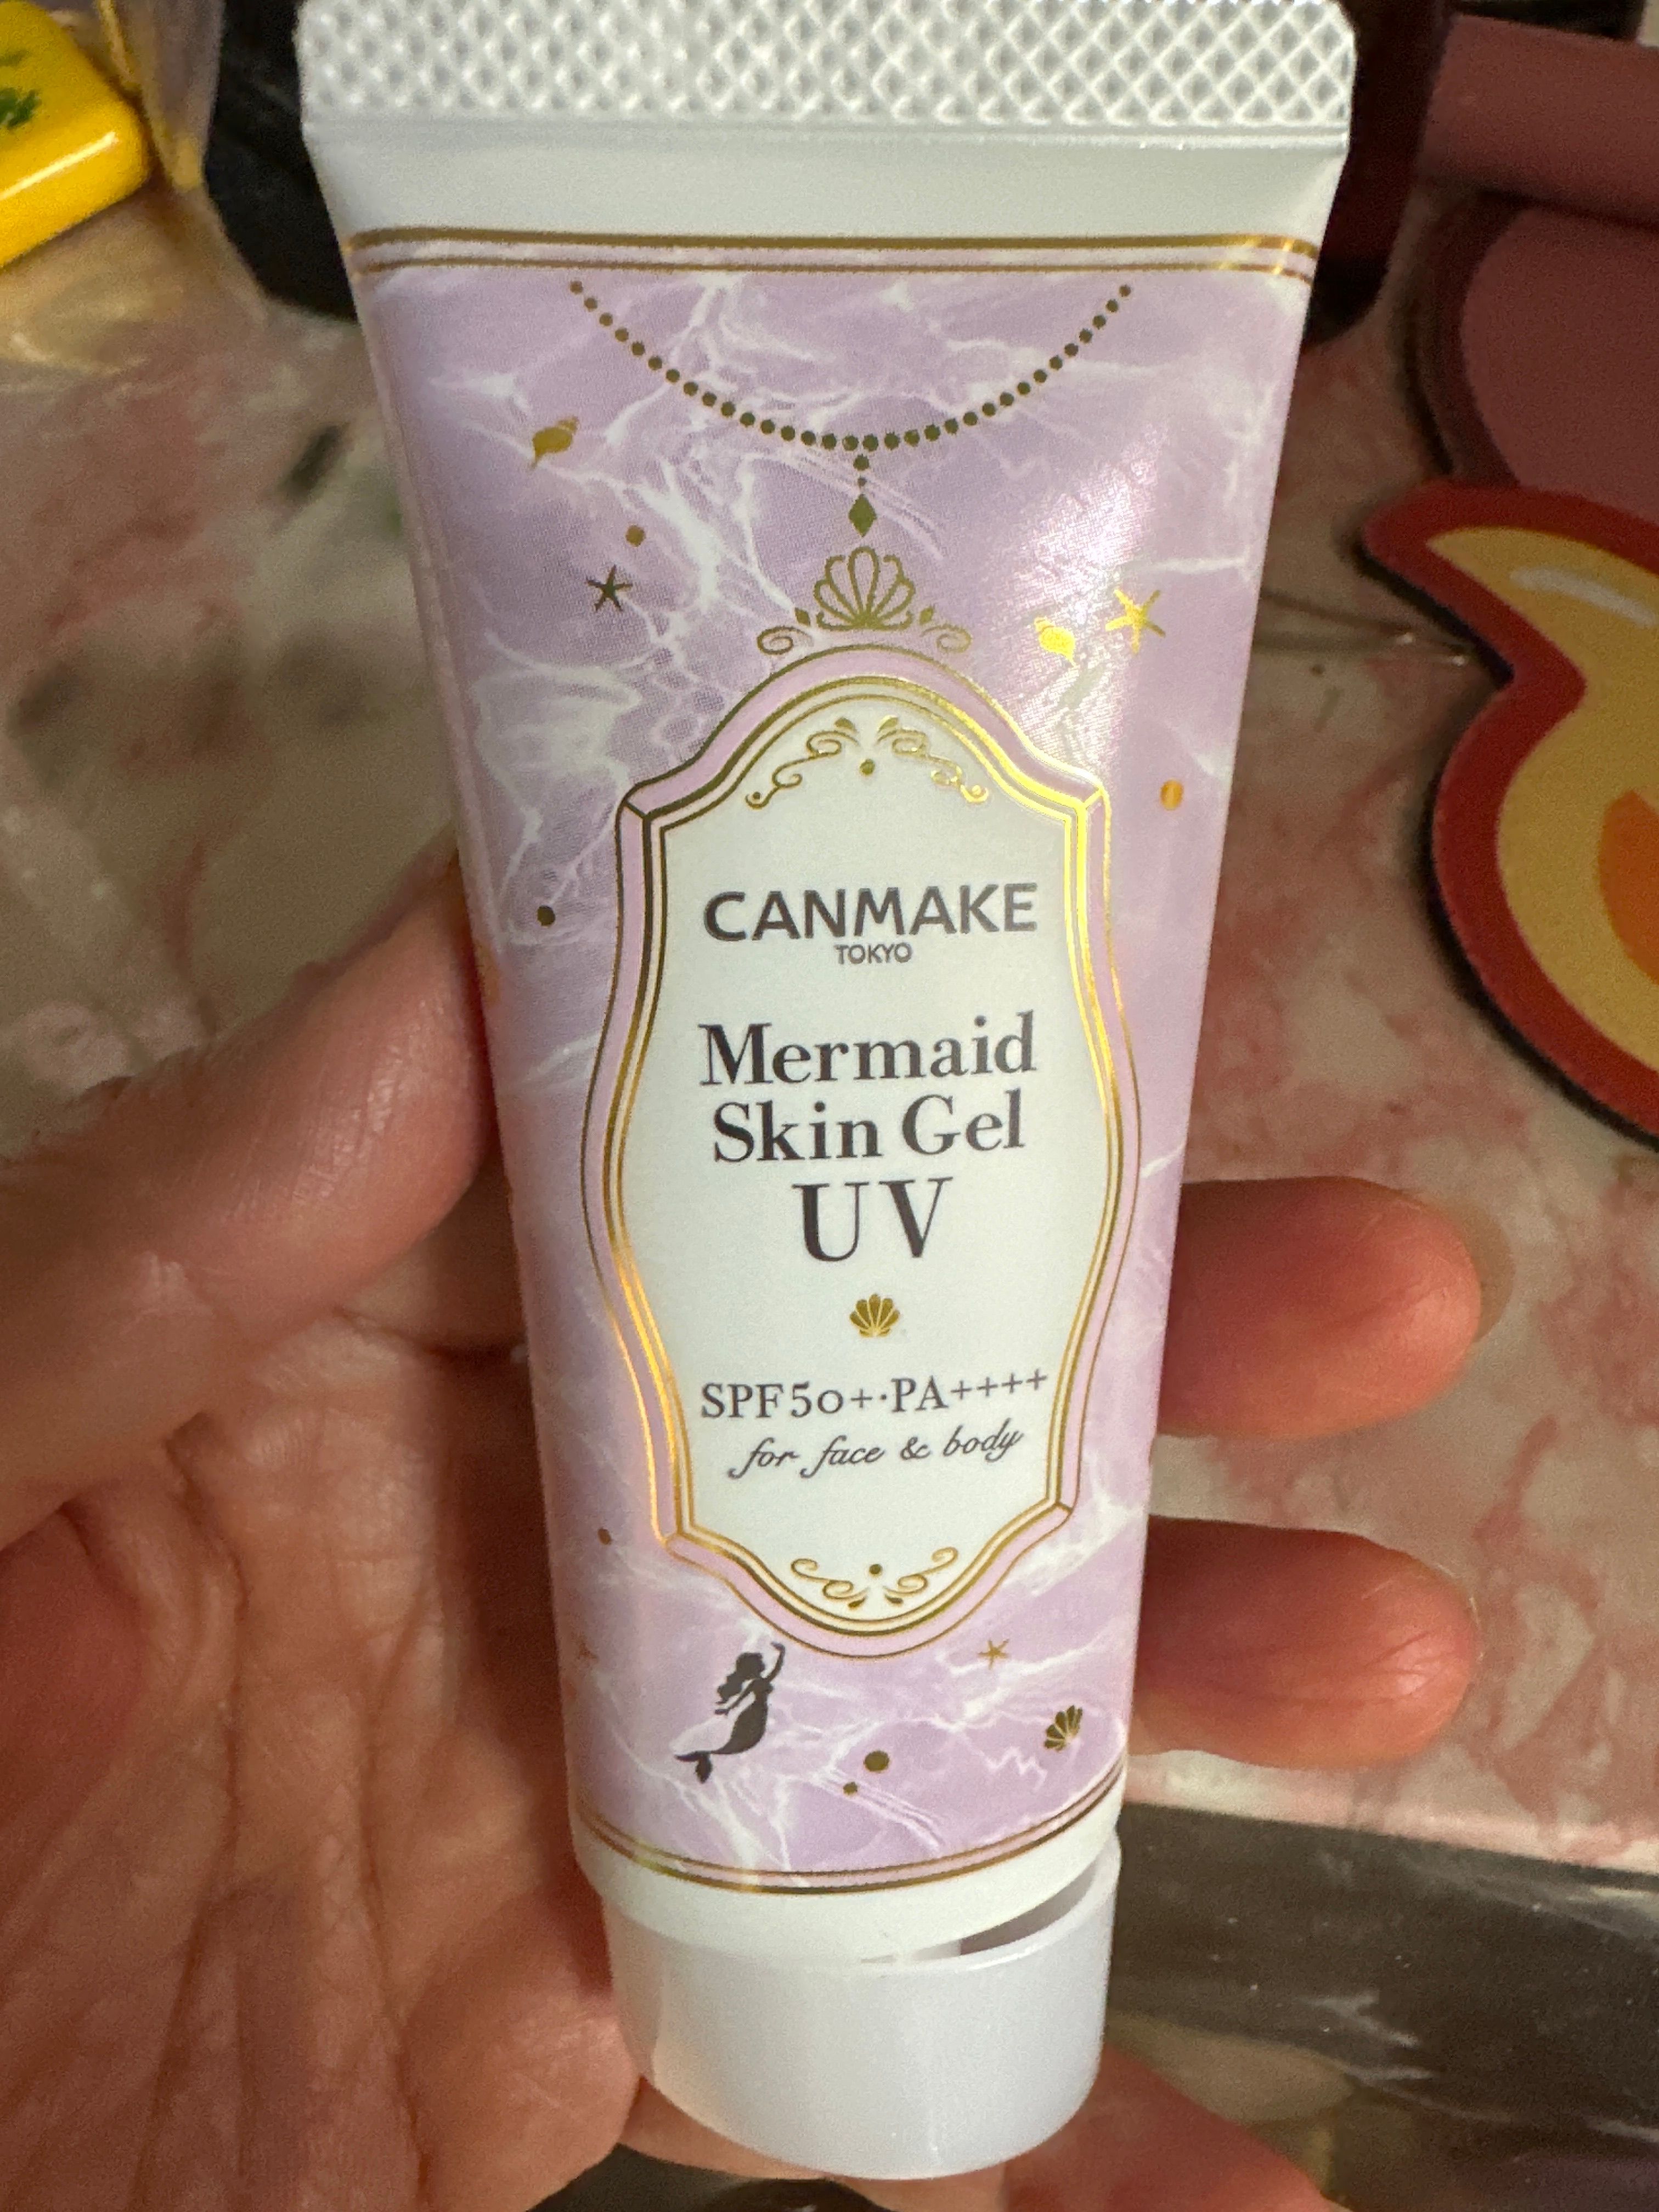 CANMAKE
TOKYO
Mermaid
Skin Gel
UV
SPF50+·PA++++
for face & body